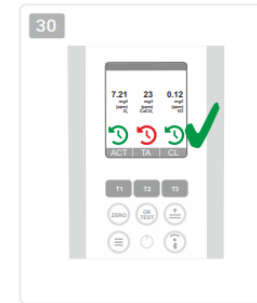 30
7.21 23 0.12
mg/l mg/l mg/l
(ppm) (ppm) (ppm)
ACT TA CL
T1 T2 T3
ZERO OK TEST